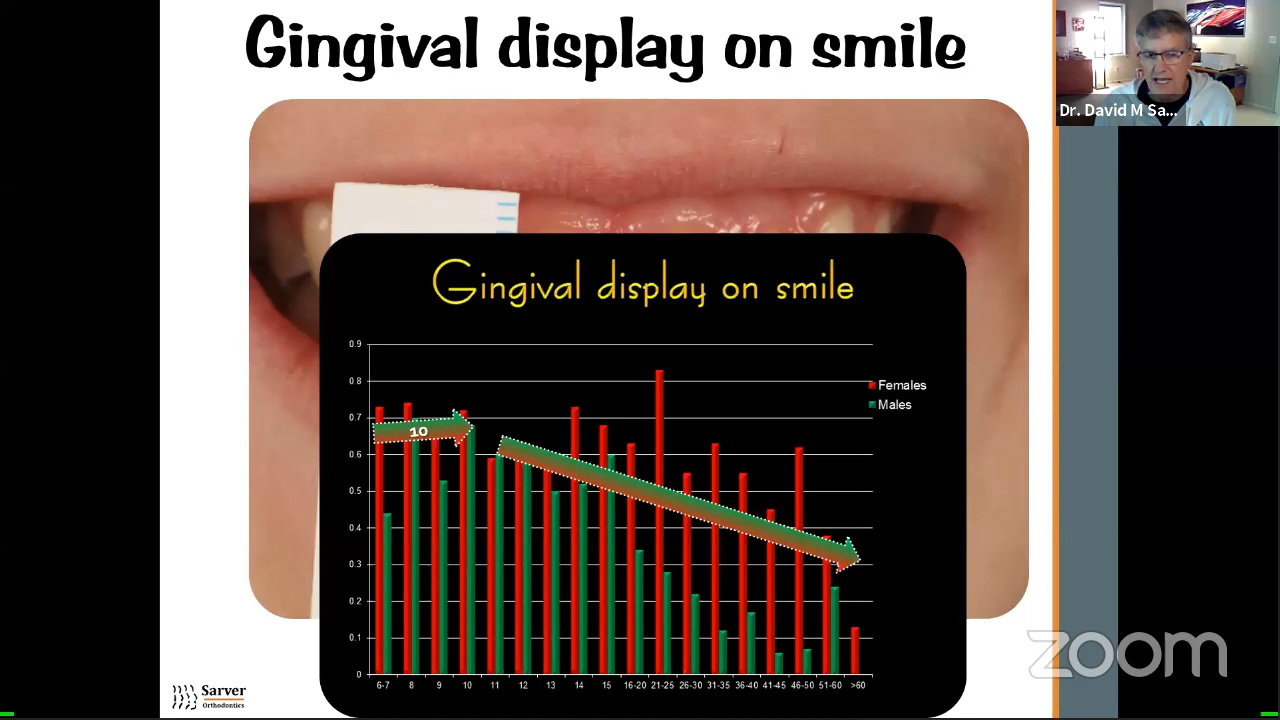 Gingival display on smile
Dr. David M Sa...
Gingival display on smile
0.9
0.8
0.7
0.6
0.5
0.4
0.3
0.2
0.1
0
10
Females
Males
6-7 8 9 10 11 12 13 14 15 16-20 21-25 26-30 31-35 36-40 41-45 46-50 51-60 >60
Sarver
Orthodontics
zoom